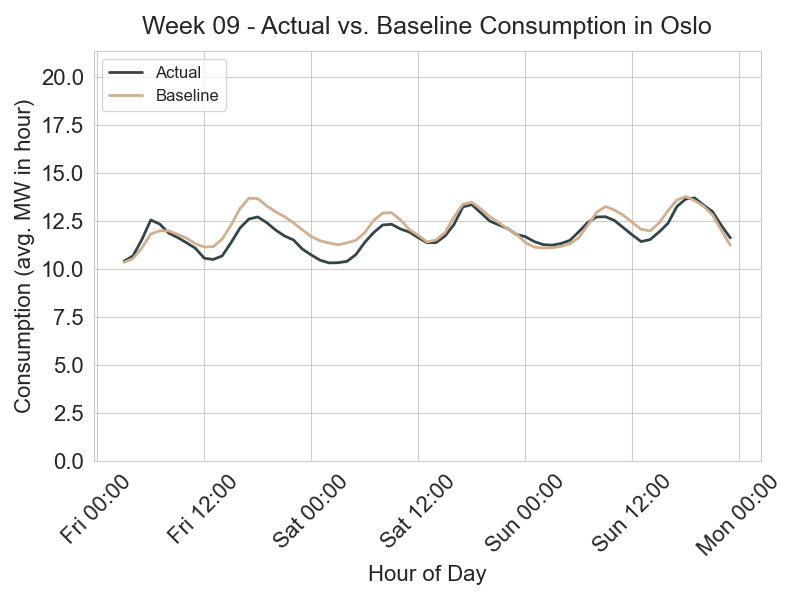 Week 09 - Actual vs. Baseline Consumption in Oslo
Actual
Baseline
Consumption (avg. MW in hour)
20.0
17.5
15.0
12.5
10.0
7.5
5.0
2.5
0.0
Fri 00:00
Fri 12:00
Sat 00:00
Sat 12:00
Sun 00:00
Sun 12:00
Mon 00:00
Hour of Day